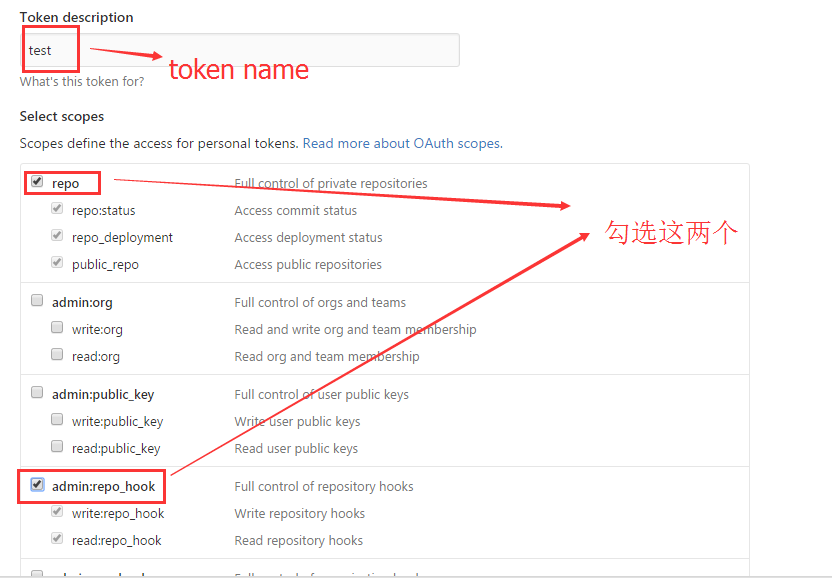 Token description
test
token name
What's this token for?
Select scopes
Scopes define the access for personal tokens. Read more about OAuth scopes.
repo Full control of private repositories
repo:status Access commit status
勾选这两个
repo_deployment Access deployment status
public_repo Access public repositories
admin:org Full control of orgs and teams
write:org Read and write org and team membership
read:org Read org and team membership
admin:public_key Full control of user public keys
write:public_key Write user public keys
read:public_key Read user public keys
admin:repo_hook Full control of repository hooks
write:repo_hook Write repository hooks
read:repo_hook Read repository hooks